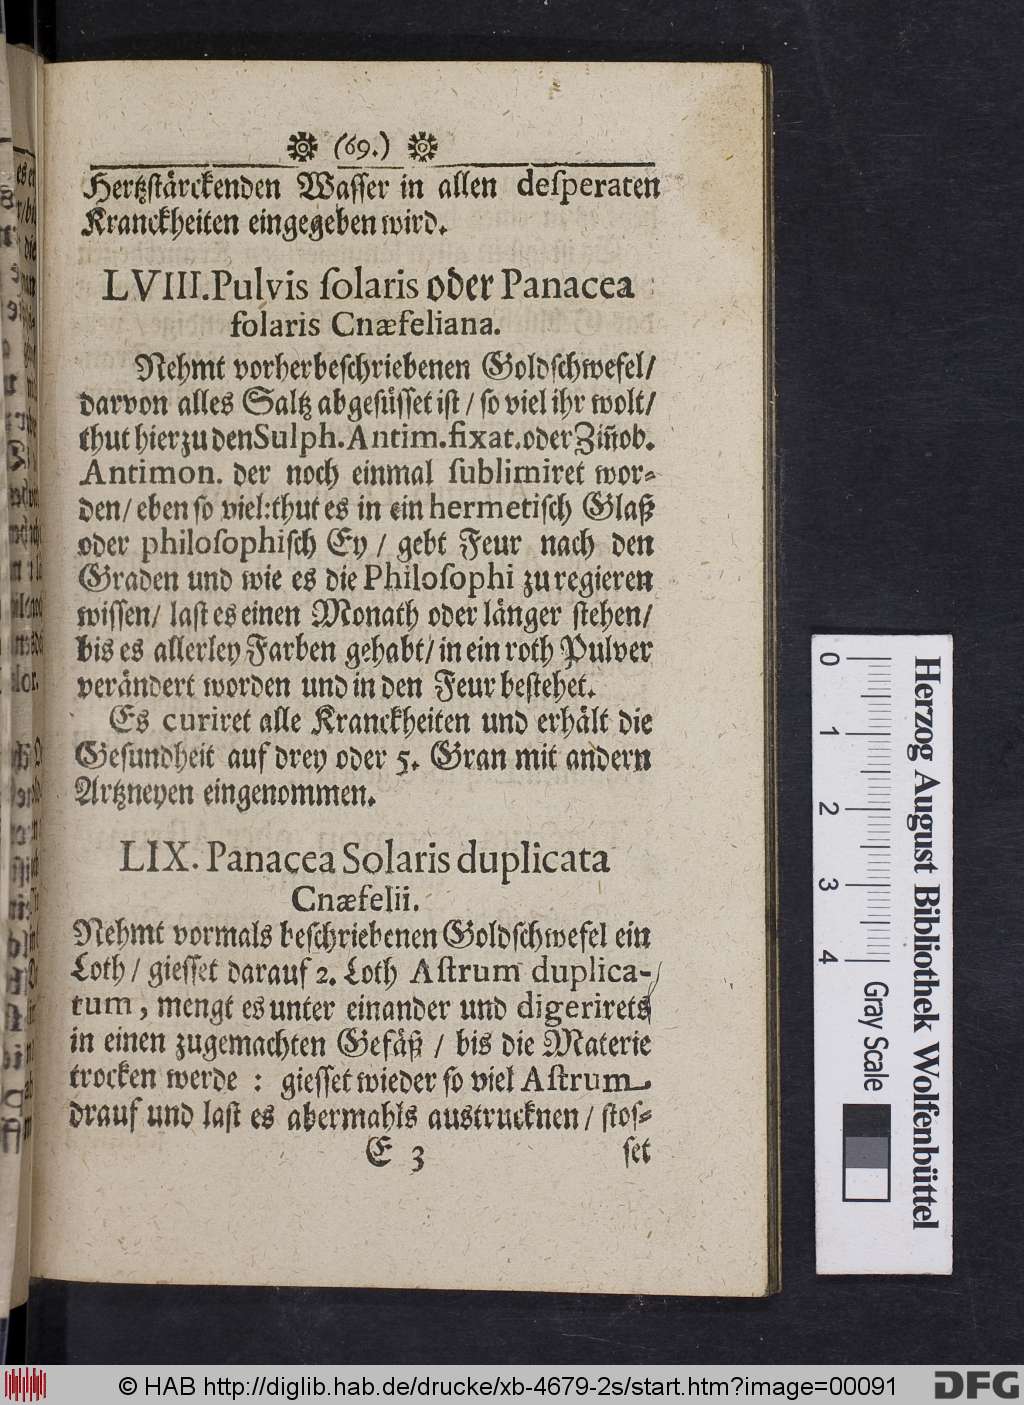 (69.)
Hertzstärckenden Wasser in allen deſperaten
Kranckheiten eingegeben wird.
LVIII. Pulvis ſolaris oder Panacea
ſolaris Cnæfeliana.
Nehmt vorherbeschriebenen Goldschwefel/
darvon alles Saltz abgesüsset ist / so viel ihr wolt/
thut hierzu den Sulph. Antim. fixat. oder Zin̄ob.
Antimon. der noch einmal ſublimiret wor-
den/ eben so viel: thut es in ein hermetiſch Glaß
oder philoſophiſch Ey / gebt Feur nach den
Graden und wie es die Philoſophi zu regieren
wissen/ last es einen Monath oder länger stehen/
bis es allerley Farben gehabt/ in ein roth Pulver
verändert worden und in den Feur bestehet.
Es curiret alle Kranckheiten und erhält die
Gesundheit auf drey oder 5. Gran mit andern
Artzneyen eingenommen.
LIX. Panacea Solaris duplicata
Cnæfelii.
Nehmt vormals beschriebenen Goldschwefel ein
Loth / giesset darauf 2. Loth Aſtrum duplica-
tum, mengt es unter einander und digerirets
in einen zugemachten Gefäß / bis die Materie
trocken werde : giesset wieder so viel Aſtrum
drauf und last es abermahls austrucknen / stos-
E 3 set
0 1 2 3 4
Herzog August Bibliothek Wolfenbüttel
Gray Scale
© HAB http://diglib.hab.de/drucke/xb-4679-2s/start.htm?image=00091
DFG